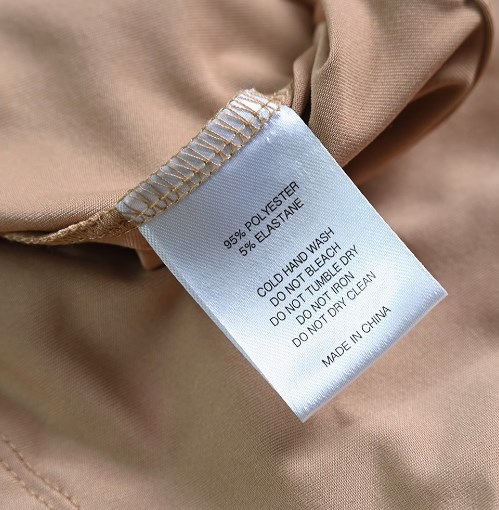 95% POLYESTER
5% ELASTANE
COLD HAND WASH
DO NOT BLEACH
DO NOT TUMBLE DRY
DO NOT IRON
DO NOT DRY CLEAN
MADE IN CHINA